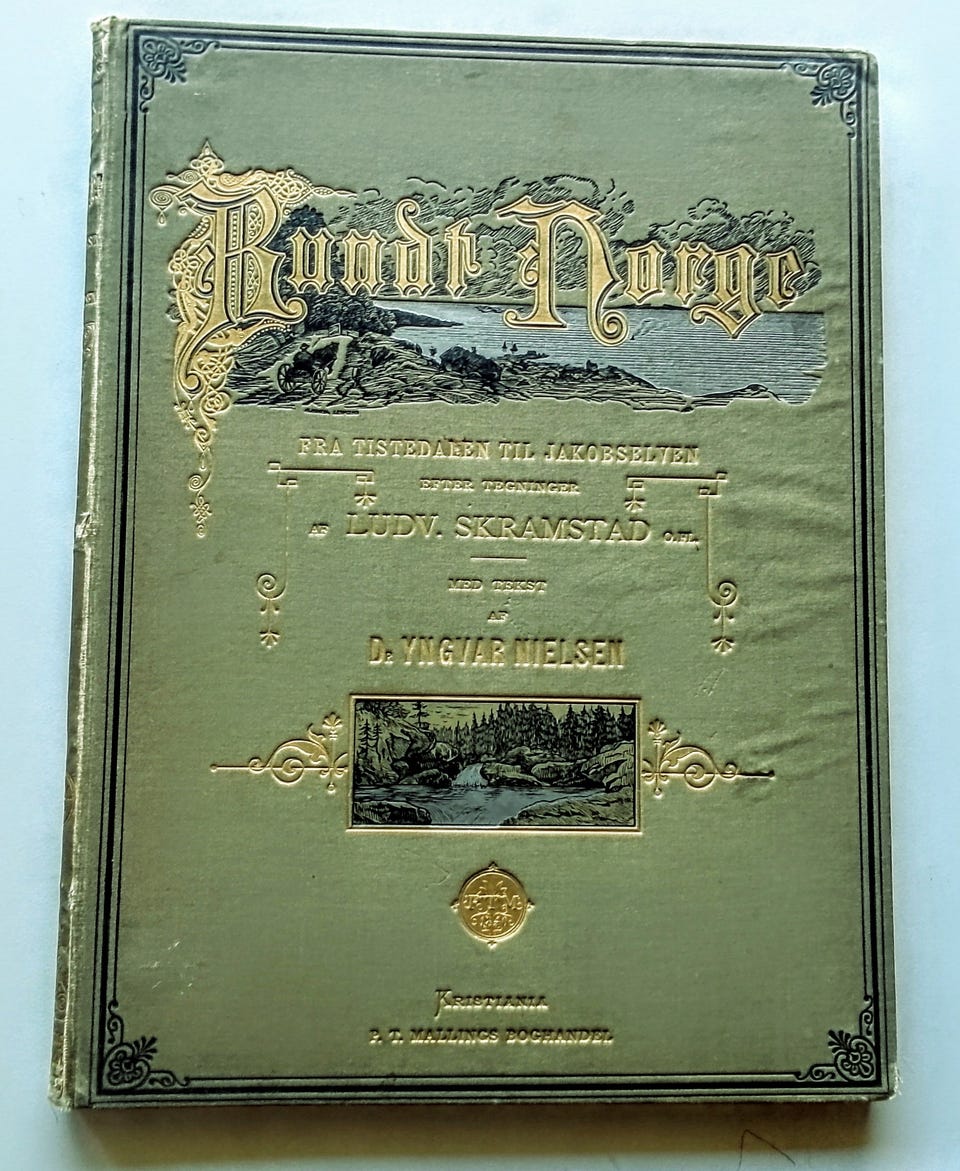 Rundt Norge
FRA TISTEDALEN TIL JAKOBSELVEN
EFTER TEGNINGER
AF LUDV. SKRAMSTAD O.FL.
MED TEKST
AF
DR. YNGVAR NIELSEN
PTM
KRISTIANIA
P. T. MALLINGS BOGHANDEL